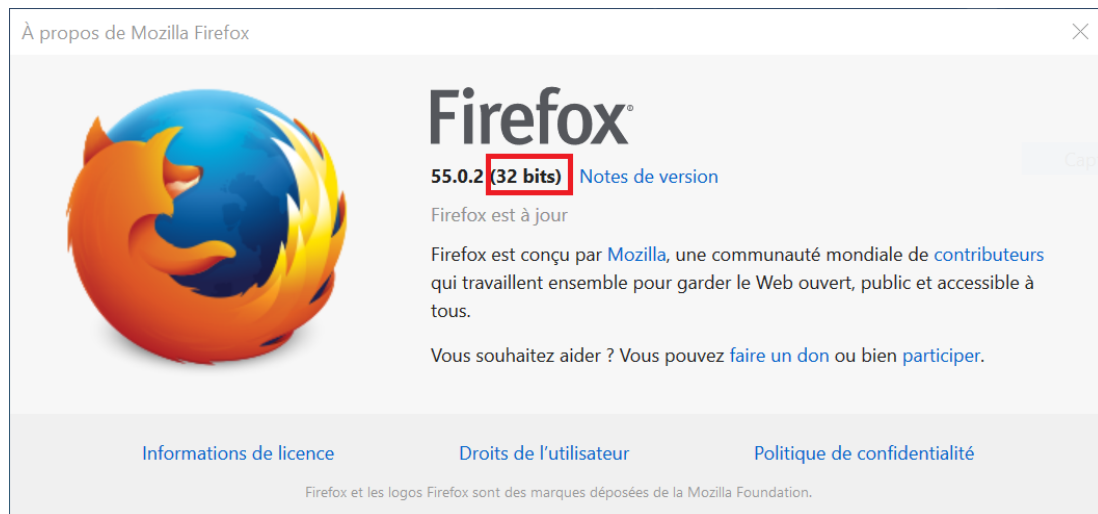 À propos de Mozilla Firefox
Firefox
55.0.2 (32 bits) Notes de version
Firefox est à jour
Firefox est conçu par Mozilla, une communauté mondiale de contributeurs
qui travaillent ensemble pour garder le Web ouvert, public et accessible à
tous.
Vous souhaitez aider ? Vous pouvez faire un don ou bien participer.
Informations de licence Droits de l’utilisateur Politique de confidentialité
Firefox et les logos Firefox sont des marques déposées de la Mozilla Foundation.